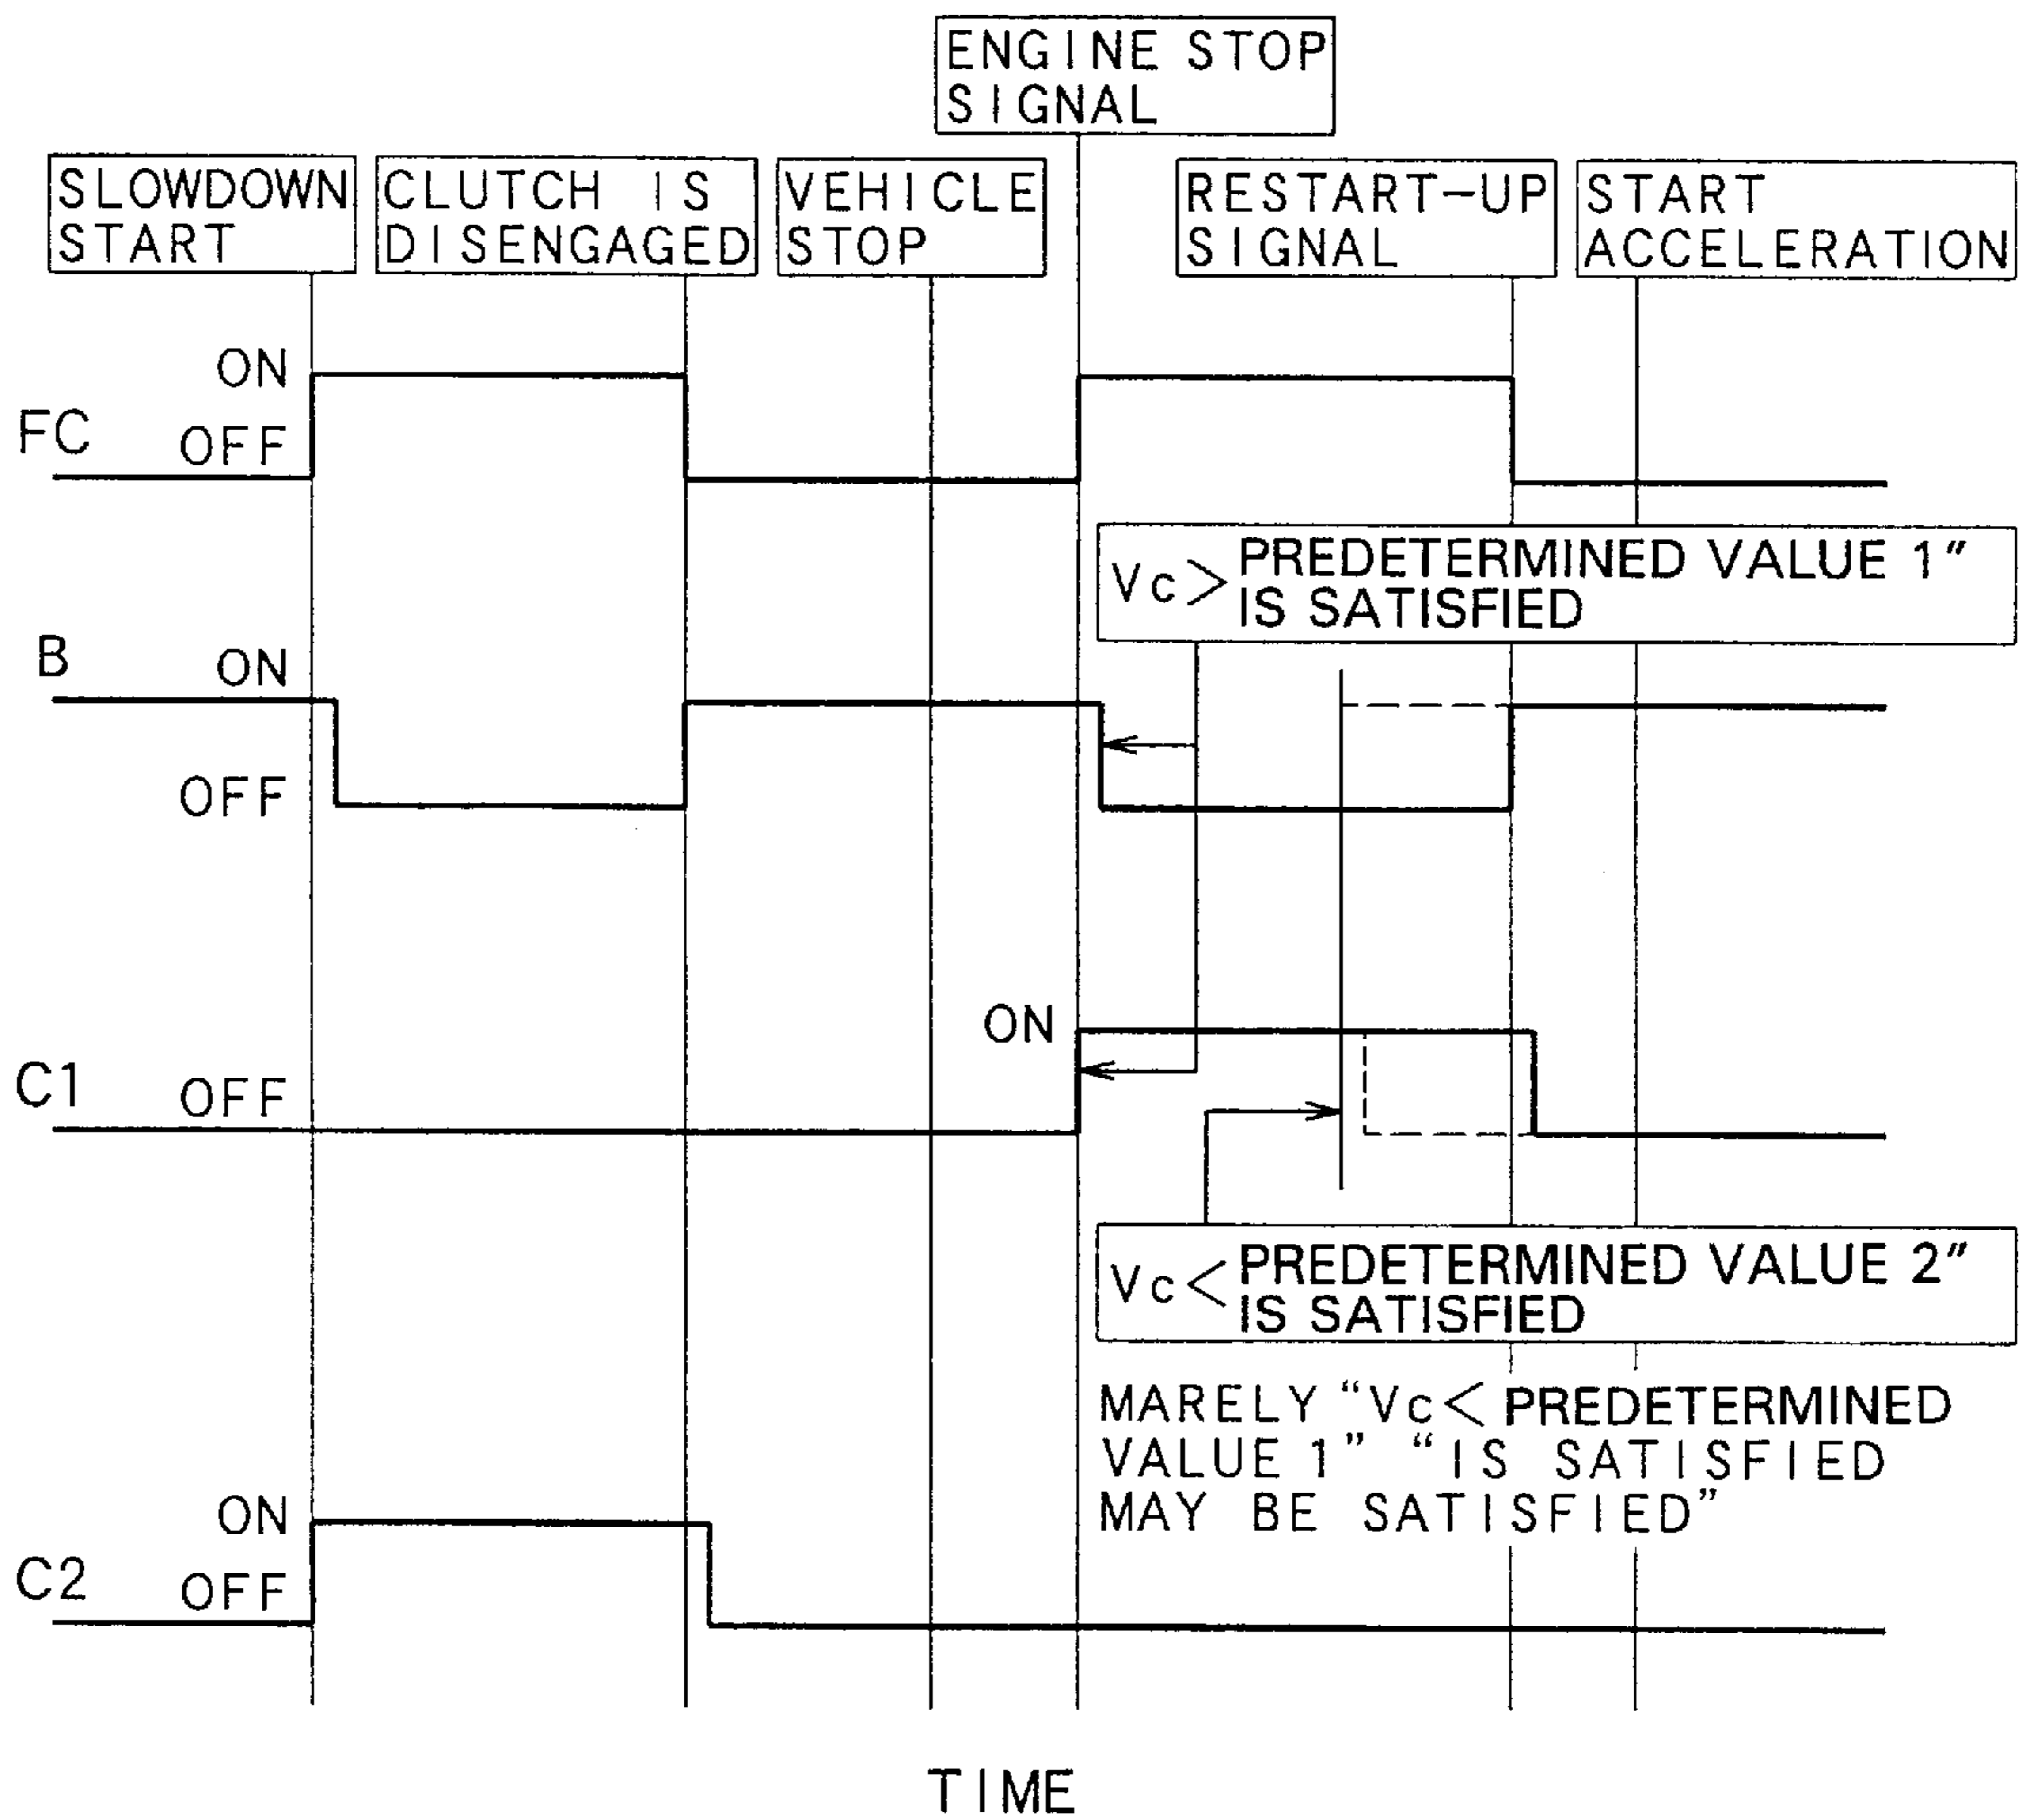 ENGINE STOP
SIGNAL
SLOWDOWN
START
CLUTCH IS
DISENGAGED
VEHICLE
STOP
RESTART-UP
SIGNAL
START
ACCELERATION
ON
FC OFF
Vc > PREDETERMINED VALUE 1"
IS SATISFIED
B ON
OFF
ON
C1 OFF
Vc < PREDETERMINED VALUE 2"
IS SATISFIED
MARELY “Vc < PREDETERMINED
VALUE 1” “IS SATISFIED
MAY BE SATISFIED”
ON
C2 OFF
TIME